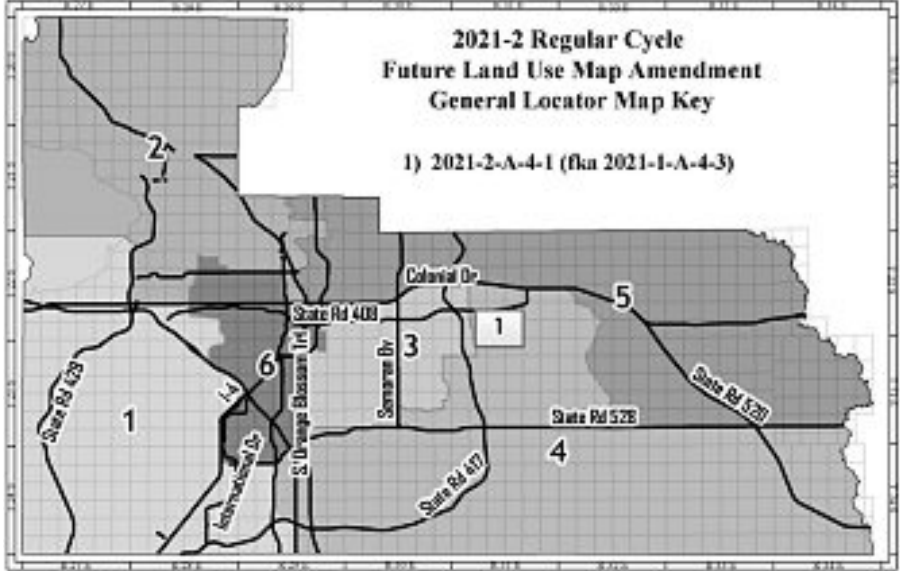 2021-2 Regular Cycle
Future Land Use Map Amendment
General Locator Map Key
1) 2021-2-A-4-1 (fka 2021-1-A-4-3)
2
Colonial Dr
5
State Rd 408
1
3
6
S. Orange Blossom Trl
Semoran Bv
State Rd 429
I-4
State Rd 520
1
State Rd 528
International Dr
4
State Rd 417